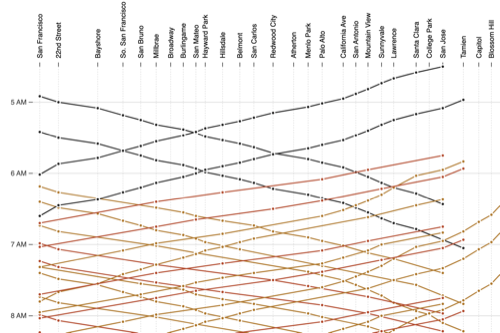 San Francisco
22nd Street
Bayshore
So. San Francisco
San Bruno
Millbrae
Broadway
Burlingame
San Mateo
Hayward Park
Hillsdale
Belmont
San Carlos
Redwood City
Atherton
Menlo Park
Palo Alto
California Ave
San Antonio
Mountain View
Sunnyvale
Lawrence
Santa Clara
College Park
San Jose
Tamien
Capitol
Blossom Hill
5 AM
6 AM
7 AM
8 AM